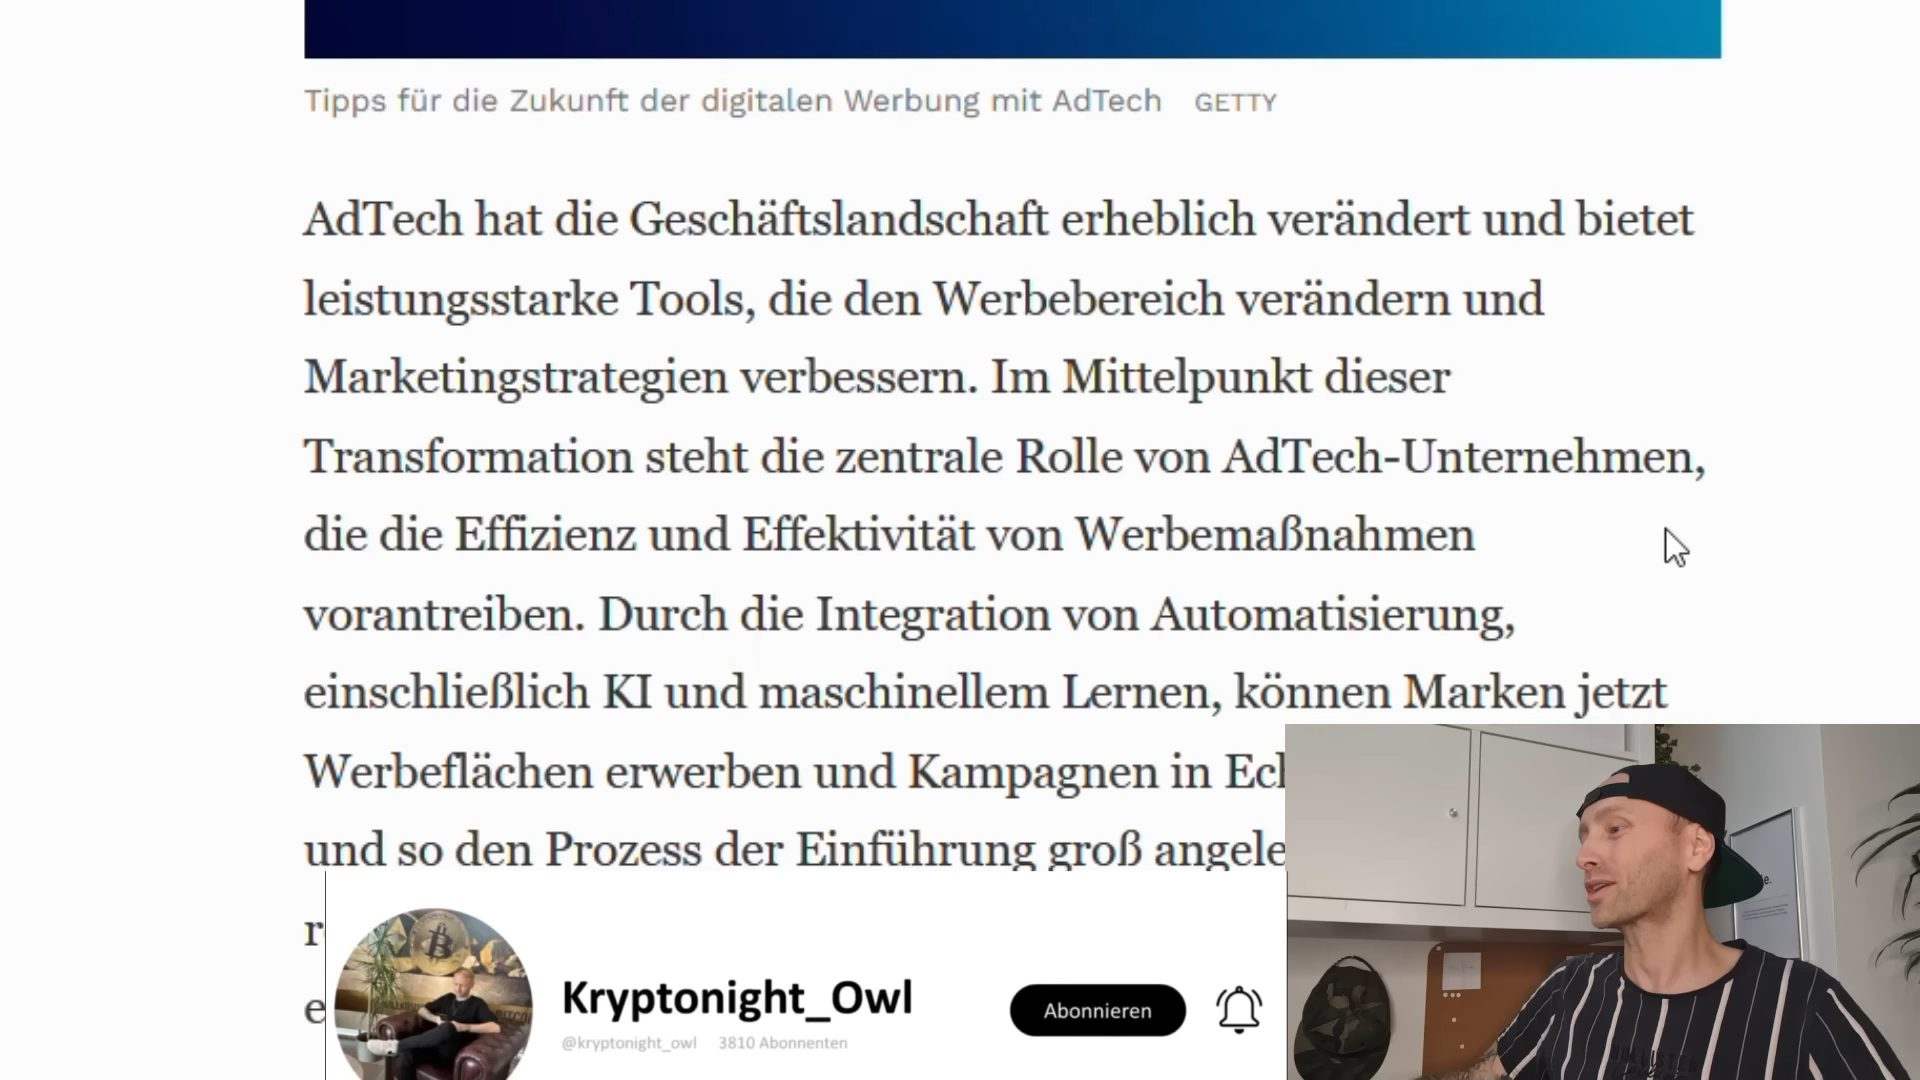 Tipps für die Zukunft der digitalen Werbung mit AdTech GETTY
AdTech hat die Geschäftslandschaft erheblich verändert und bietet
leistungsstarke Tools, die den Werbebereich verändern und
Marketingstrategien verbessern. Im Mittelpunkt dieser
Transformation steht die zentrale Rolle von AdTech-Unternehmen,
die die Effizienz und Effektivität von Werbemaßnahmen
vorantreiben. Durch die Integration von Automatisierung,
einschließlich KI und maschinellem Lernen, können Marken jetzt
Werbeflächen erwerben und Kampagnen in
und so den Prozess der Einführung groß
Kryptonight_Owl
@kryptonight_owl 3810 Abonnenten
Abonnieren